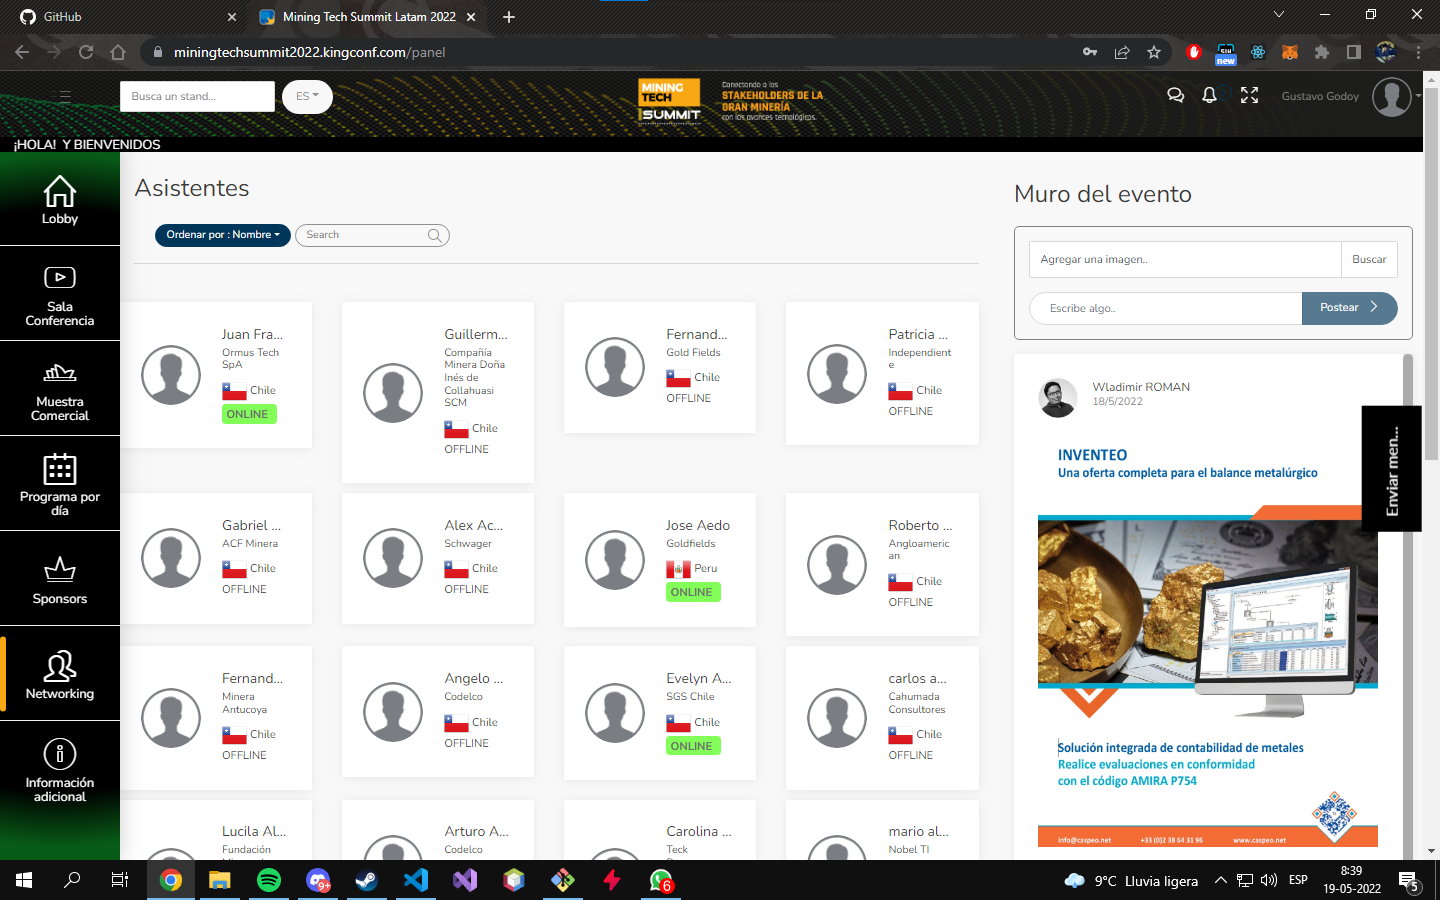 GitHub
Mining Tech Summit Latam 2022
miningtechsummit2022.kingconf.com/panel
new
Busca un stand...
ES
MINING
TECH
SUMMIT
Conectando a los
STAKEHOLDERS DE LA
GRAN MINERÍA
con los avances tecnológicos.
Gustavo Godoy
¡HOLA! Y BIENVENIDOS
Lobby
Sala
Conferencia
Muestra
Comercial
Programa por
día
Sponsors
Networking
Información
adicional
Asistentes
Ordenar por : Nombre
Search
Juan Fra...
Ormus Tech
SpA
Chile
ONLINE
Guillerm...
Compañía
Minera Doña
Inés de
Collahuasi
SCM
Chile
OFFLINE
Fernand...
Gold Fields
Chile
OFFLINE
Patricia ...
Independient
e
Chile
OFFLINE
Gabriel ...
ACF Minera
Chile
OFFLINE
Alex Ac...
Schwager
Chile
OFFLINE
Jose Aedo
Goldfields
Peru
ONLINE
Roberto ...
Angloameric
an
Chile
OFFLINE
Fernand...
Minera
Antucoya
Chile
OFFLINE
Angelo ...
Codelco
Chile
OFFLINE
Evelyn A...
SGS Chile
Chile
ONLINE
carlos a...
Cahumada
Consultores
Chile
OFFLINE
Lucila Al...
Fundación
Arturo A...
Codelco
Carolina ...
Teck
mario al...
Nobel TI
Muro del evento
Agregar una imagen..
Buscar
Escribe algo..
Postear
Wladimir ROMAN
18/5/2022
INVENTEO
Una oferta completa para el balance metalúrgico
Solución integrada de contabilidad de metales
Realice evaluaciones en conformidad
con el código AMIRA P754
info@caspeo.net
+33 (0)2 38 64 31 96
www.caspeo.net
Enviar men...
9+
6
9°C Lluvia ligera
ESP
8:39
19-05-2022
5